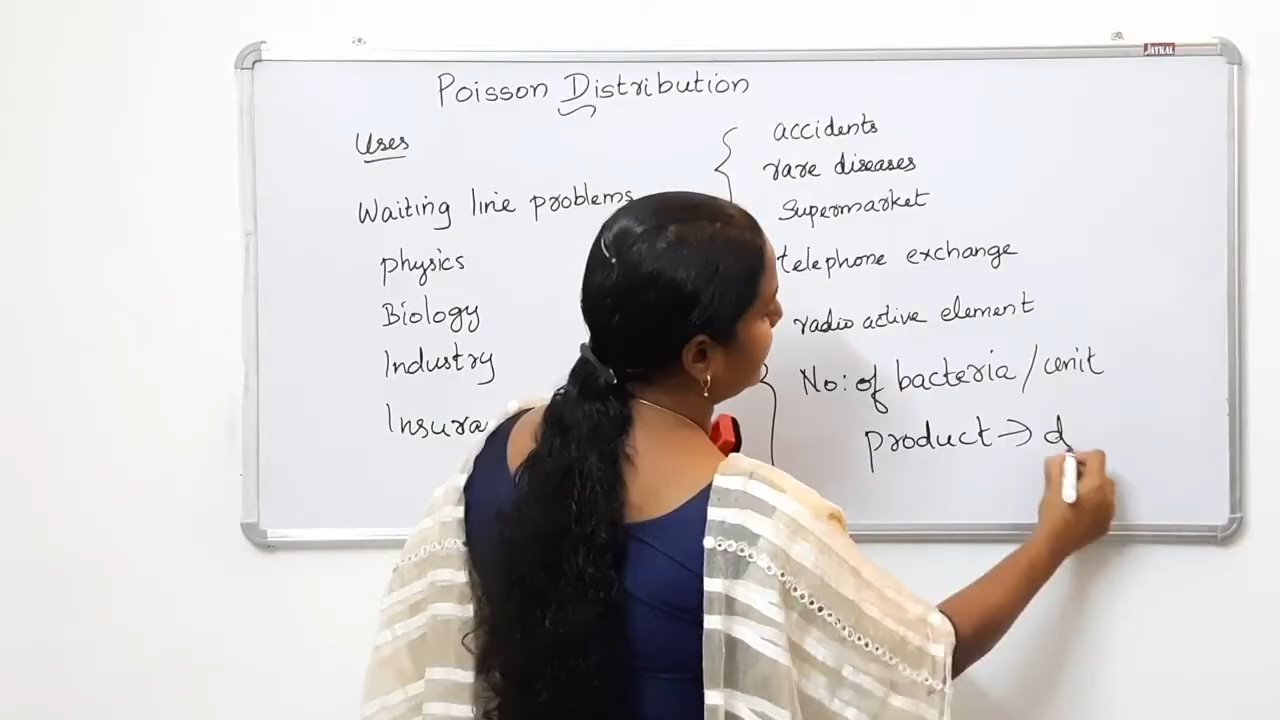 JAYKAL
Poisson Distribution
Uses
Waiting line problems
Physics
Biology
Industry
Insura
accidents
rare diseases
Supermarket
telephone exchange
radio active element
No: of bacteria / unit
product → d